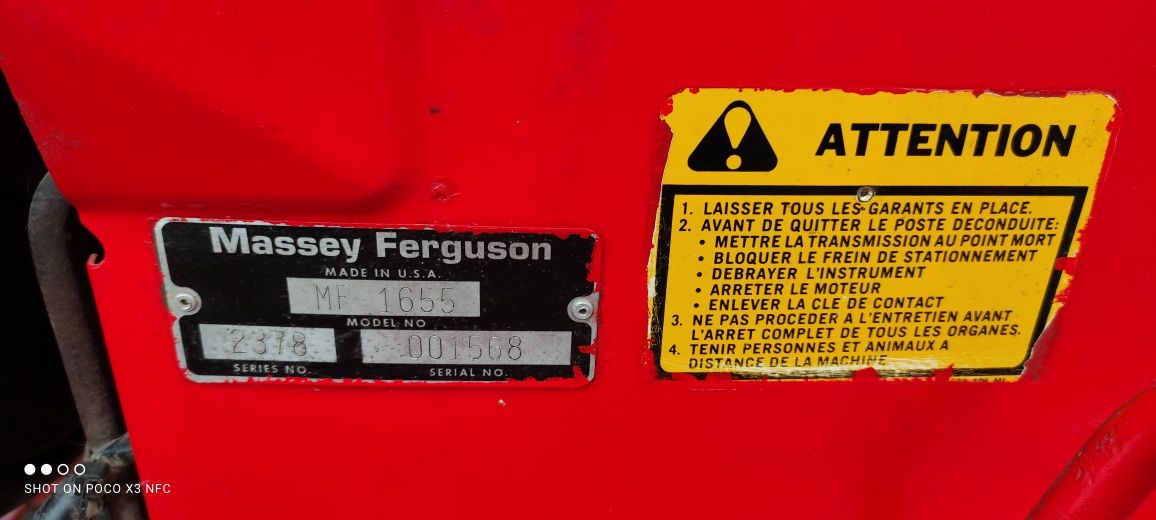 Massey Ferguson
MADE IN U.S.A.
MF 1655
MODEL NO
2378 001568
SERIES NO. SERIAL NO.
ATTENTION
1. LAISSER TOUS LES GARANTS EN PLACE.
2. AVANT DE QUITTER LE POSTE DECONDUITE:
• METTRE LA TRANSMISSION AU POINT MORT
• BLOQUER LE FREIN DE STATIONNEMENT
• DEBRAYER L'INSTRUMENT
• ARRETER LE MOTEUR
• ENLEVER LA CLE DE CONTACT
3. NE PAS PROCEDER A L'ENTRETIEN AVANT
L'ARRET COMPLET DE TOUS LES ORGANES.
4. TENIR PERSONNES ET ANIMAUX A
DISTANCE DE LA MACHINE
SHOT ON POCO X3 NFC